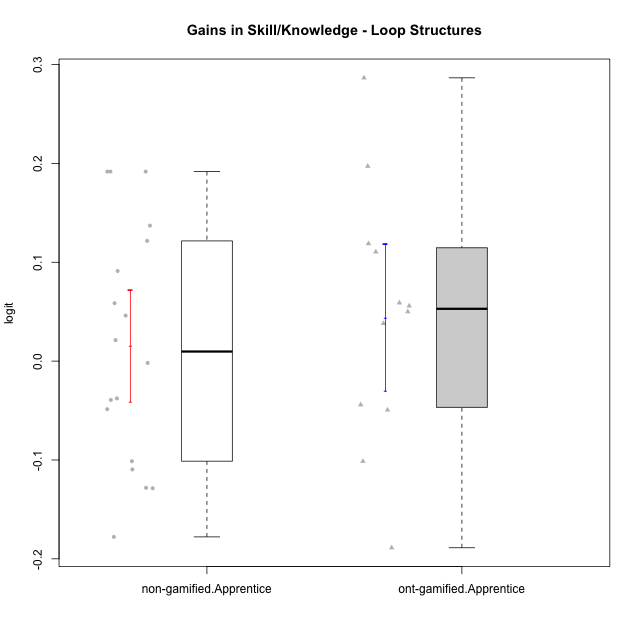 Gains in Skill/Knowledge - Loop Structures
logit
0.3
0.2
0.1
0.0
-0.1
-0.2
non-gamified.Apprentice
ont-gamified.Apprentice